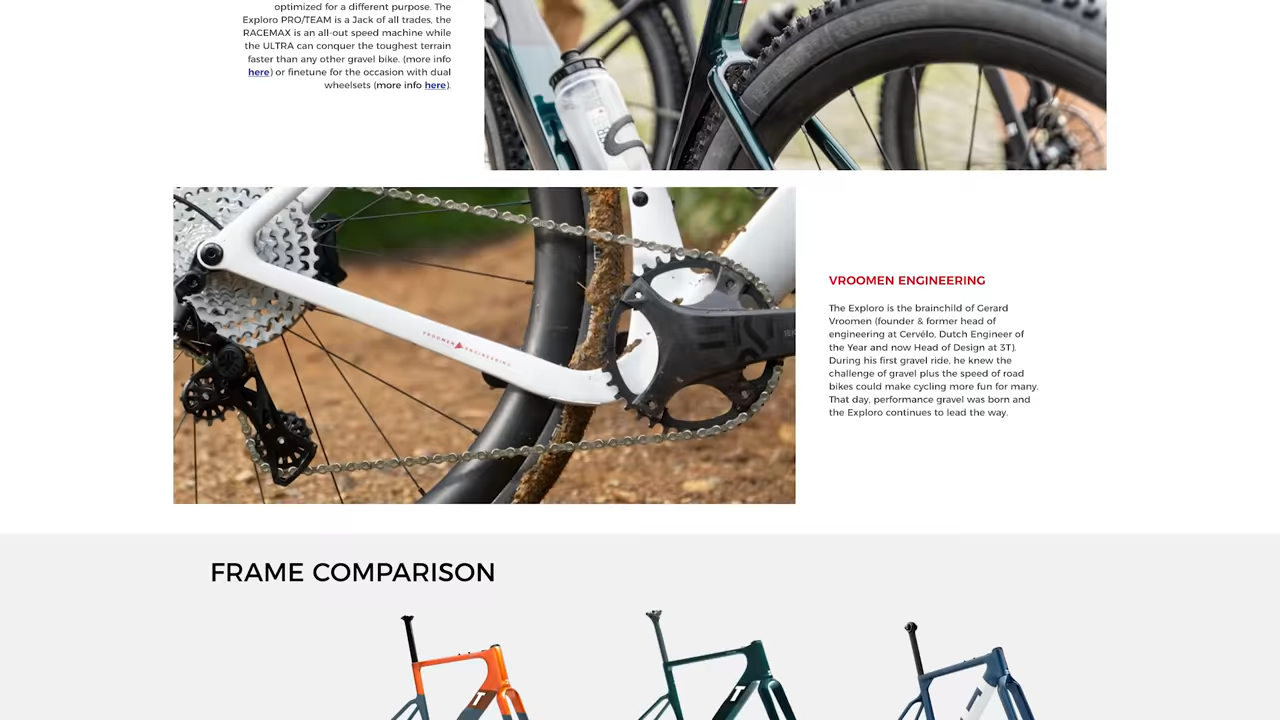 optimized for a different purpose. The
Exploro PRO/TEAM is a Jack of all trades, the
RACEMAX is an all-out speed machine while
the ULTRA can conquer the toughest terrain
faster than any other gravel bike. (more info
here) or finetune for the occasion with dual
wheelsets (more info here).
VROOMEN ENGINEERING
VROOMEN ENGINEERING
The Exploro is the brainchild of Gerard
Vroomen (founder & former head of
engineering at Cervélo, Dutch Engineer of
the Year and now Head of Design at 3T).
During his first gravel ride, he knew the
challenge of gravel plus the speed of road
bikes could make cycling more fun for many.
That day, performance gravel was born and
the Exploro continues to lead the way.
FRAME COMPARISON
T
T